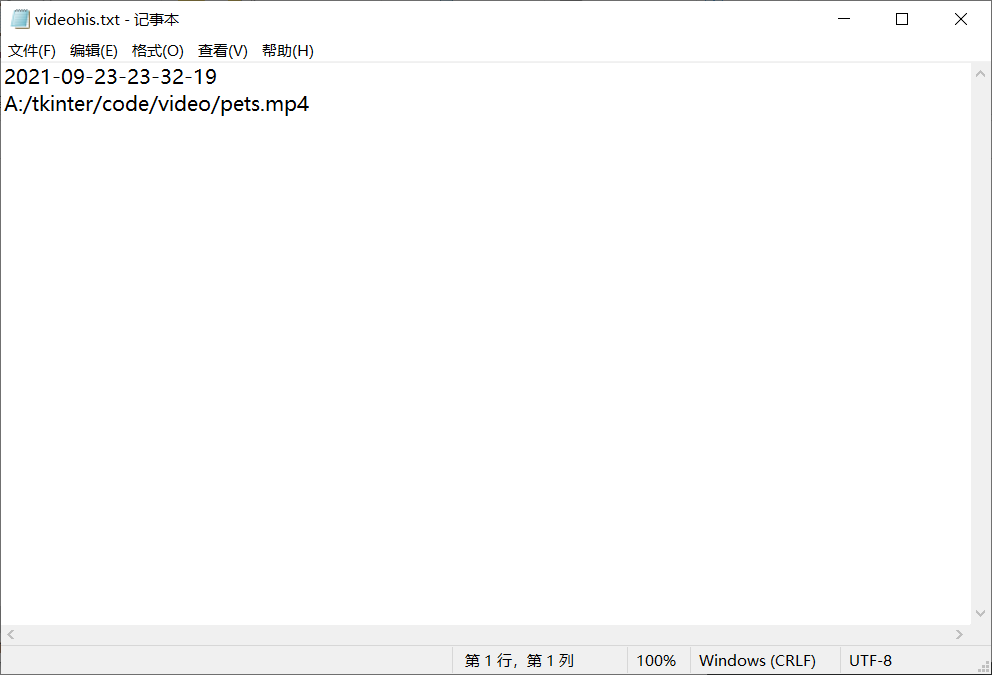 videohis.txt - 记事本
文件(F) 编辑(E) 格式(O) 查看(V) 帮助(H)
2021-09-23-23-32-19
A:/tkinter/code/video/pets.mp4
第 1 行，第 1 列 100% Windows (CRLF) UTF-8